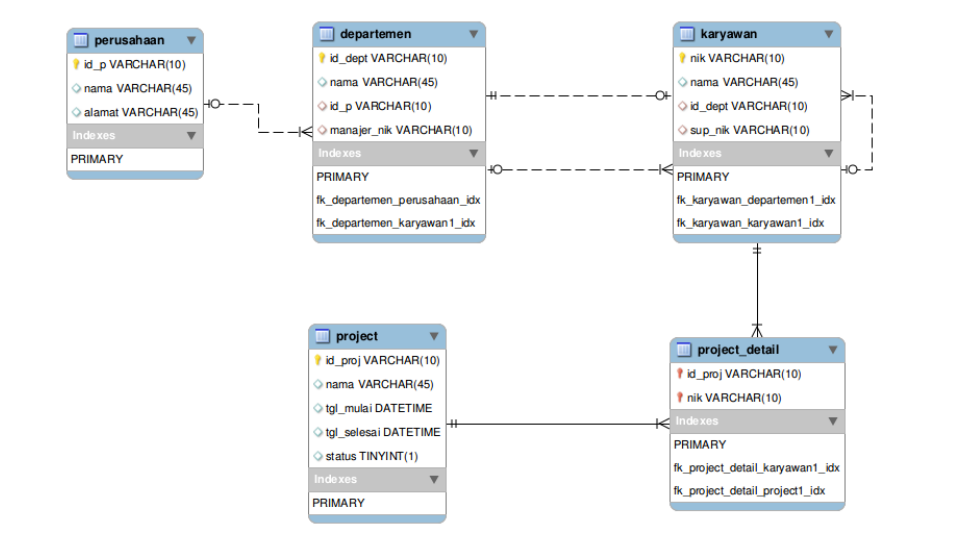 perusahaan
id_p VARCHAR(10)
nama VARCHAR(45)
alamat VARCHAR(45)
Indexes
PRIMARY
departemen
id_dept VARCHAR(10)
nama VARCHAR(45)
id_p VARCHAR(10)
manajer_nik VARCHAR(10)
Indexes
PRIMARY
fk_departemen_perusahaan_idx
fk_departemen_karyawan1_idx
karyawan
nik VARCHAR(10)
nama VARCHAR(45)
id_dept VARCHAR(10)
sup_nik VARCHAR(10)
Indexes
PRIMARY
fk_karyawan_departemen1_idx
fk_karyawan_karyawan1_idx
project
id_proj VARCHAR(10)
nama VARCHAR(45)
tgl_mulai DATETIME
tgl_selesai DATETIME
status TINYINT(1)
Indexes
PRIMARY
project_detail
id_proj VARCHAR(10)
nik VARCHAR(10)
Indexes
PRIMARY
fk_project_detail_karyawan1_idx
fk_project_detail_project1_idx